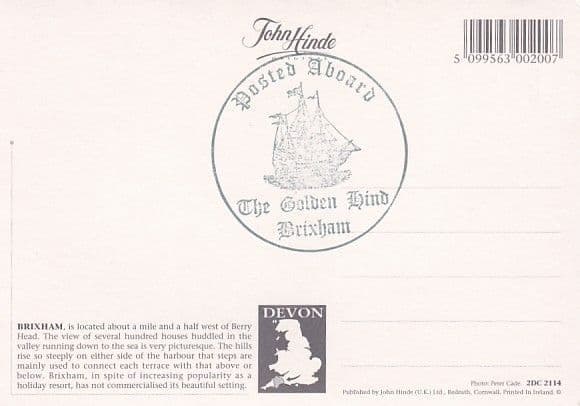 John Hinde
ORIGINAL
5 099563 002007
Posted Aboard
The Golden Hind
Brixham
DEVON
BRIXHAM, is located about a mile and a half west of Berry
Head. The view of several hundred houses huddled in the
valley running down to the sea is very picturesque. The hills
rise so steeply on either side of the harbour that steps are
mainly used to connect each terrace with that above or
below. Brixham, in spite of increasing popularity as a
holiday resort, has not commercialised its beautiful setting.
Photo: Peter Cade. 2DC 2114
Published by John Hinde (U.K.) Ltd., Redruth, Cornwall. Printed in Ireland. ©